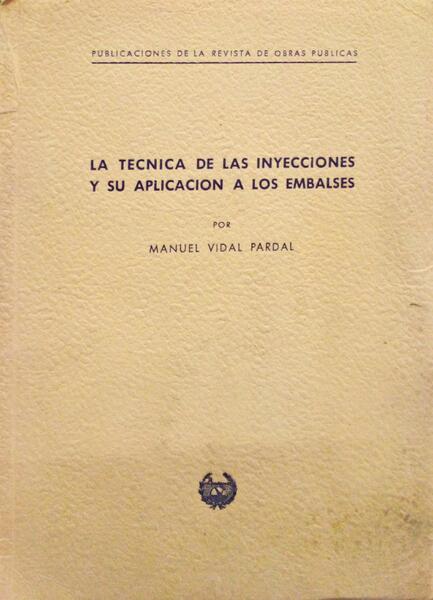 PUBLICACIONES DE LA REVISTA DE OBRAS PUBLICAS
LA TECNICA DE LAS INYECCIONES
Y SU APLICACION A LOS EMBALSES
POR
MANUEL VIDAL PARDAL